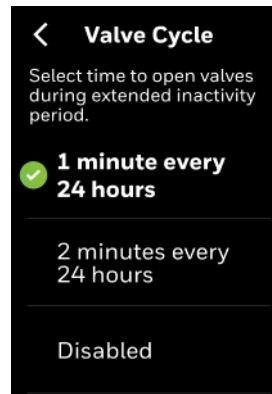 Valve Cycle
Select time to open valves
during extended inactivity
period.
1 minute every
24 hours
2 minutes every
24 hours
Disabled